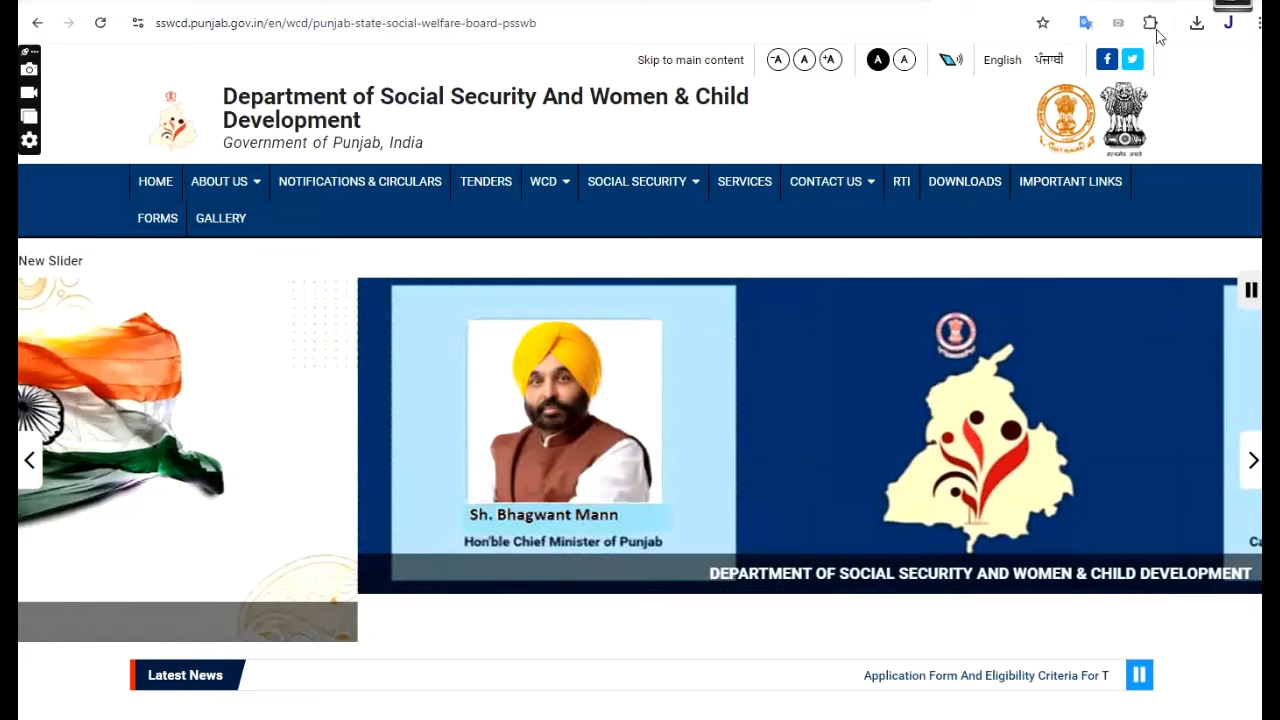 sswcd.punjab.gov.in/en/wcd/punjab-state-social-welfare-board-psswb
J
Skip to main content
-A A +A
A A
English ਪੰਜਾਬੀ
Department of Social Security And Women & Child
Development
Government of Punjab, India
HOME ABOUT US NOTIFICATIONS & CIRCULARS TENDERS WCD SOCIAL SECURITY SERVICES CONTACT US RTI DOWNLOADS IMPORTANT LINKS
FORMS GALLERY
New Slider
Sh. Bhagwant Mann
Hon'ble Chief Minister of Punjab
Ca
DEPARTMENT OF SOCIAL SECURITY AND WOMEN & CHILD DEVELOPMENT
Latest News
Application Form And Eligibility Criteria For T